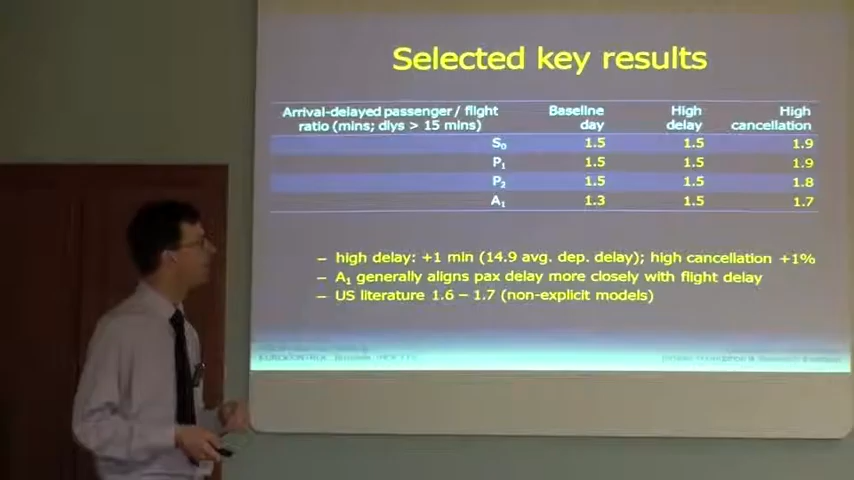 Selected key results
Arrival-delayed passenger / flight ratio (mins; dlys > 15 mins) Baseline day High delay High cancellation
S₀ 1.5 1.5 1.9
P₁ 1.5 1.5 1.9
P₂ 1.5 1.5 1.8
A₁ 1.3 1.5 1.7
– high delay: +1 min (14.9 avg. dep. delay); high cancellation +1%
– A₁ generally aligns pax delay more closely with flight delay
– US literature 1.6 – 1.7 (non-explicit models)